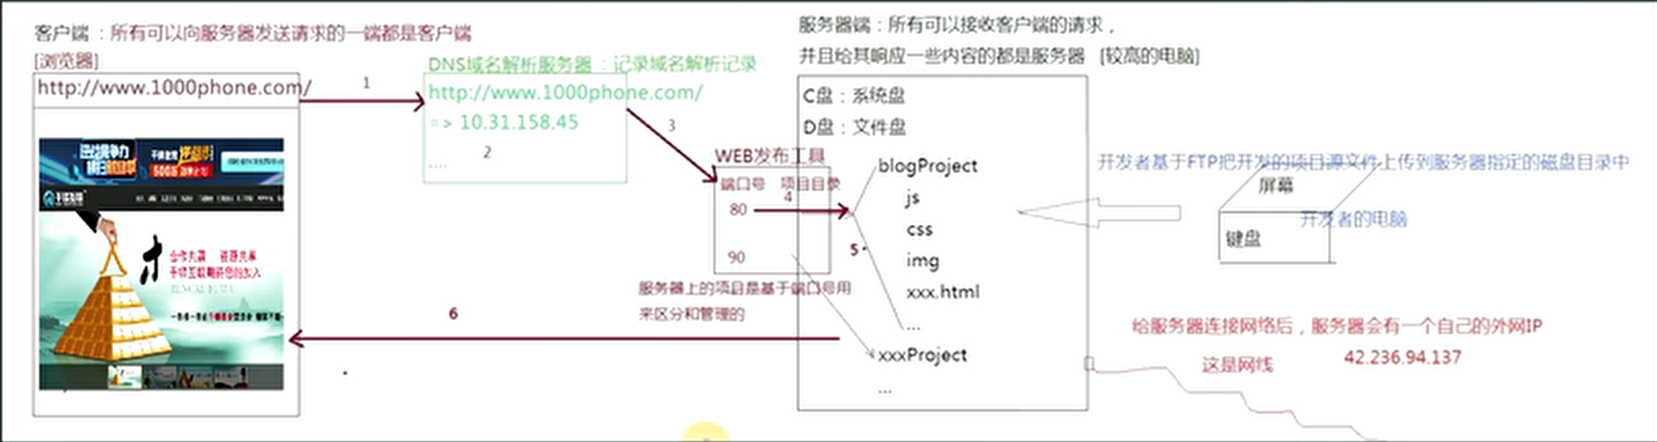 客户端 ：所有可以向服务器发送请求的一端都是客户端
[浏览器]
http://www.1000phone.com/
1
DNS域名解析服务器 ：记录域名解析记录
http://www.1000phone.com/
=> 10.31.158.45
2
....
3
WEB发布工具
端口号 项目目录
80
4
90
5
服务器上的项目是基于端口号用
来区分和管理的
6
服务器端：所有可以接收客户端的请求，
并且给其响应一些内容的都是服务器 [较高的电脑]
C盘：系统盘
D盘：文件盘
blogProject
js
css
img
xxx.html
...
xxxProject
...
开发者基于FTP把开发的项目源文件上传到服务器指定的磁盘目录中
屏幕
开发者的电脑
键盘
给服务器连接网络后，服务器会有一个自己的外网IP
这是网线 42.236.94.137
合作共赢